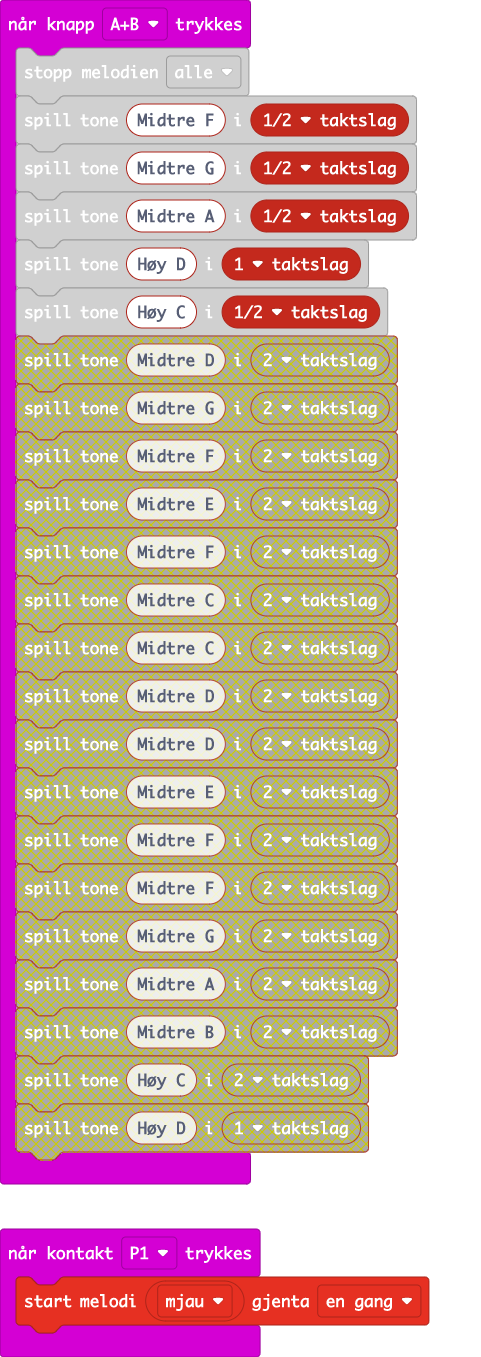 når knapp A+B trykkes
stopp melodien alle
spill tone Midtre F i 1/2 taktslag
spill tone Midtre G i 1/2 taktslag
spill tone Midtre A i 1/2 taktslag
spill tone Høy D i 1 taktslag
spill tone Høy C i 1/2 taktslag
spill tone Midtre D i 2 taktslag
spill tone Midtre G i 2 taktslag
spill tone Midtre F i 2 taktslag
spill tone Midtre E i 2 taktslag
spill tone Midtre F i 2 taktslag
spill tone Midtre C i 2 taktslag
spill tone Midtre C i 2 taktslag
spill tone Midtre D i 2 taktslag
spill tone Midtre D i 2 taktslag
spill tone Midtre E i 2 taktslag
spill tone Midtre F i 2 taktslag
spill tone Midtre F i 2 taktslag
spill tone Midtre G i 2 taktslag
spill tone Midtre A i 2 taktslag
spill tone Midtre B i 2 taktslag
spill tone Høy C i 2 taktslag
spill tone Høy D i 1 taktslag
når kontakt P1 trykkes
start melodi mjau gjenta en gang